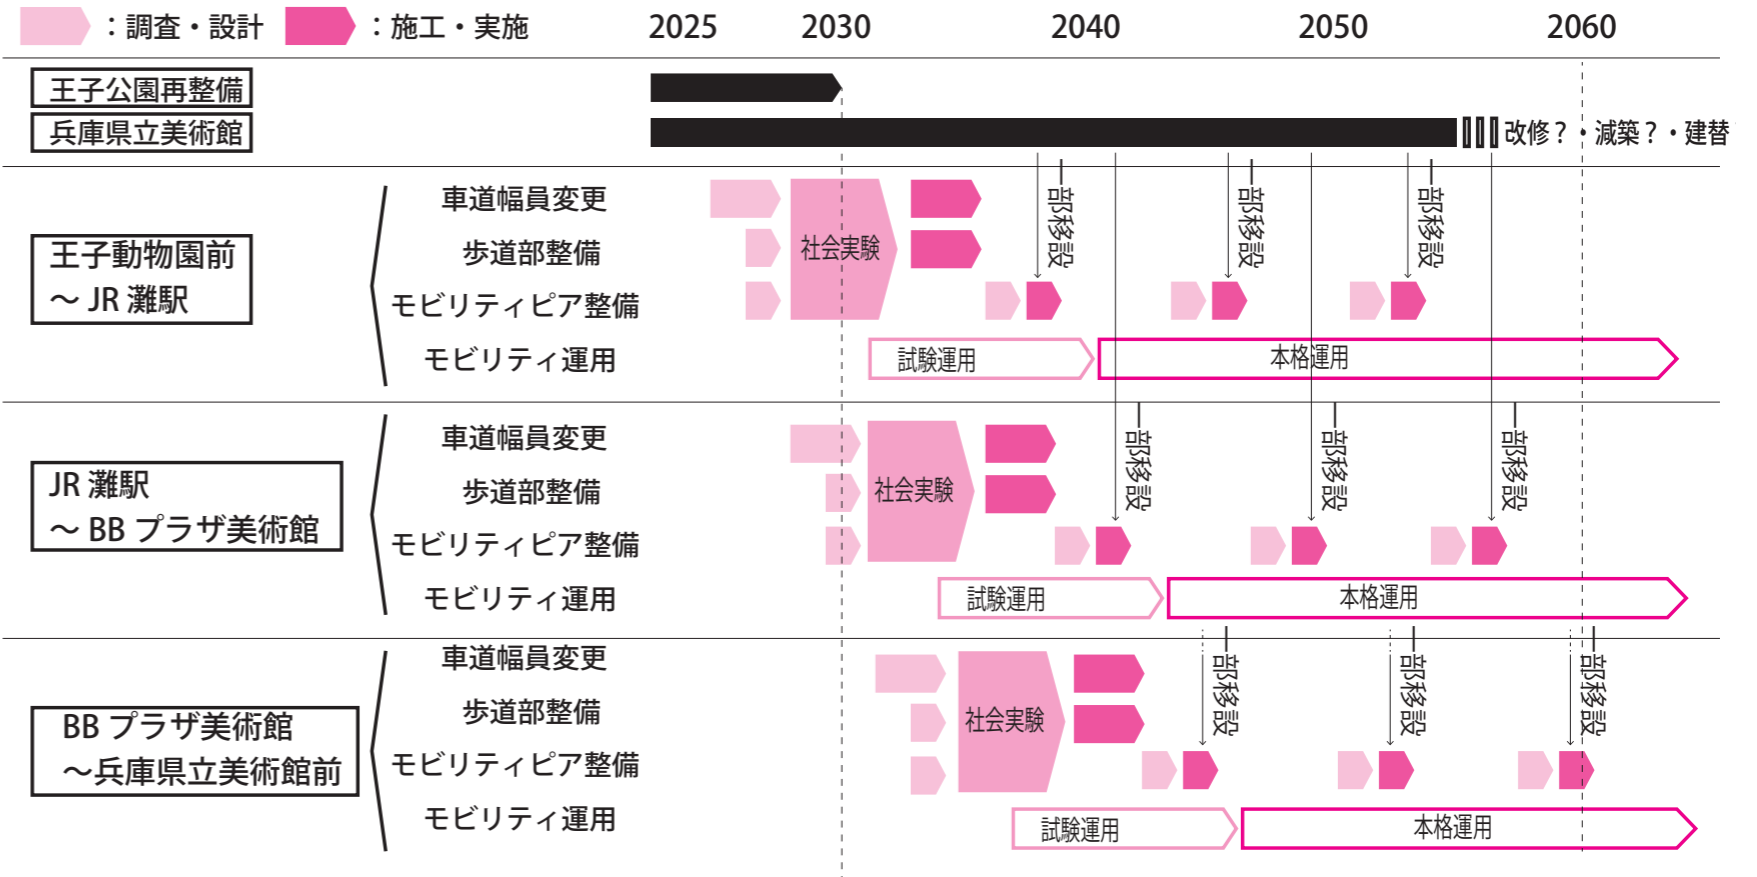 ：調査・設計 ：施工・実施 2025 2030 2040 2050 2060
王子公園再整備
兵庫県立美術館
改修？・減築？・建替
王子動物園前
～ JR 灘駅
車道幅員変更
歩道部整備
モビリティピア整備
モビリティ運用
社会実験
一部移設
一部移設
一部移設
試験運用
本格運用
JR 灘駅
～ BB プラザ美術館
車道幅員変更
歩道部整備
モビリティピア整備
モビリティ運用
社会実験
一部移設
一部移設
一部移設
試験運用
本格運用
BB プラザ美術館
～兵庫県立美術館前
車道幅員変更
歩道部整備
モビリティピア整備
モビリティ運用
社会実験
一部移設
一部移設
一部移設
試験運用
本格運用